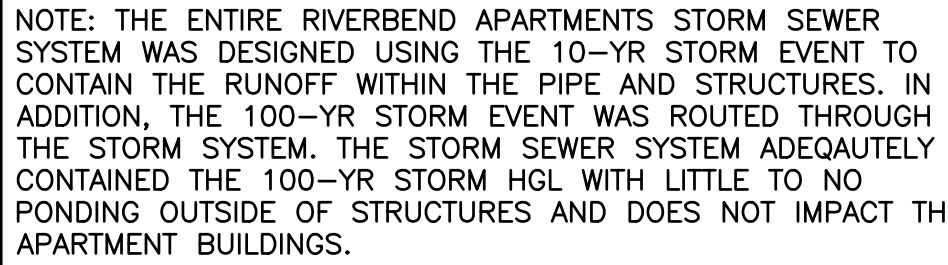 NOTE: THE ENTIRE RIVERBEND APARTMENTS STORM SEWER
SYSTEM WAS DESIGNED USING THE 10–YR STORM EVENT TO
CONTAIN THE RUNOFF WITHIN THE PIPE AND STRUCTURES. IN
ADDITION, THE 100–YR STORM EVENT WAS ROUTED THROUGH
THE STORM SYSTEM. THE STORM SEWER SYSTEM ADEQAUTELY
CONTAINED THE 100–YR STORM HGL WITH LITTLE TO NO
PONDING OUTSIDE OF STRUCTURES AND DOES NOT IMPACT TH
APARTMENT BUILDINGS.